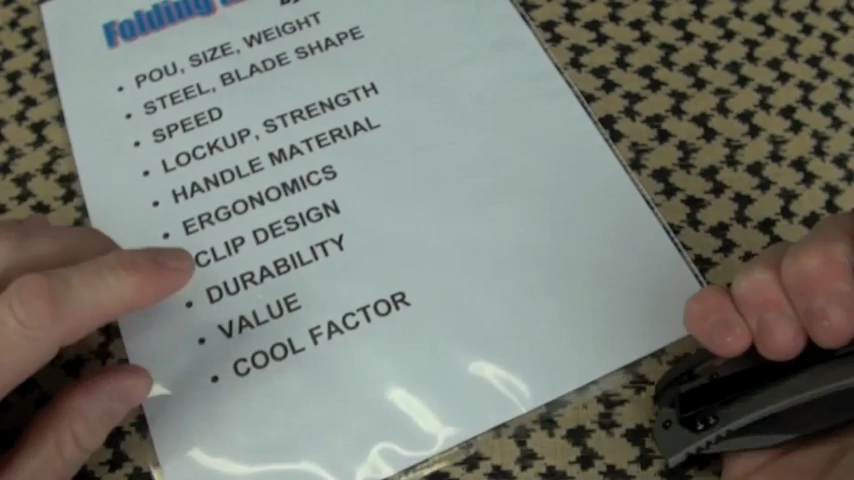 Folding
• POU, SIZE, WEIGHT
• STEEL, BLADE SHAPE
• SPEED
• LOCKUP, STRENGTH
• HANDLE MATERIAL
• ERGONOMICS
CLIP DESIGN
• DURABILITY
• VALUE
• COOL FACTOR